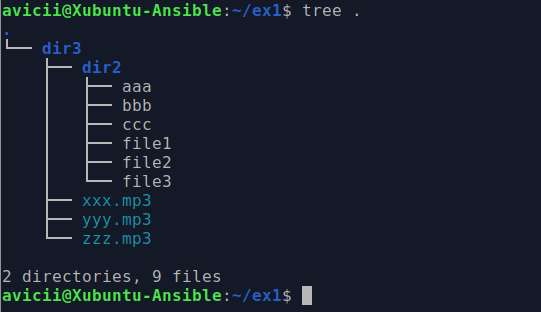 avicii@Xubuntu-Ansible:~/ex1$ tree .
.
└── dir3
    ├── dir2
    │   ├── aaa
    │   ├── bbb
    │   ├── ccc
    │   ├── file1
    │   ├── file2
    │   └── file3
    ├── xxx.mp3
    ├── yyy.mp3
    └── zzz.mp3

2 directories, 9 files
avicii@Xubuntu-Ansible:~/ex1$